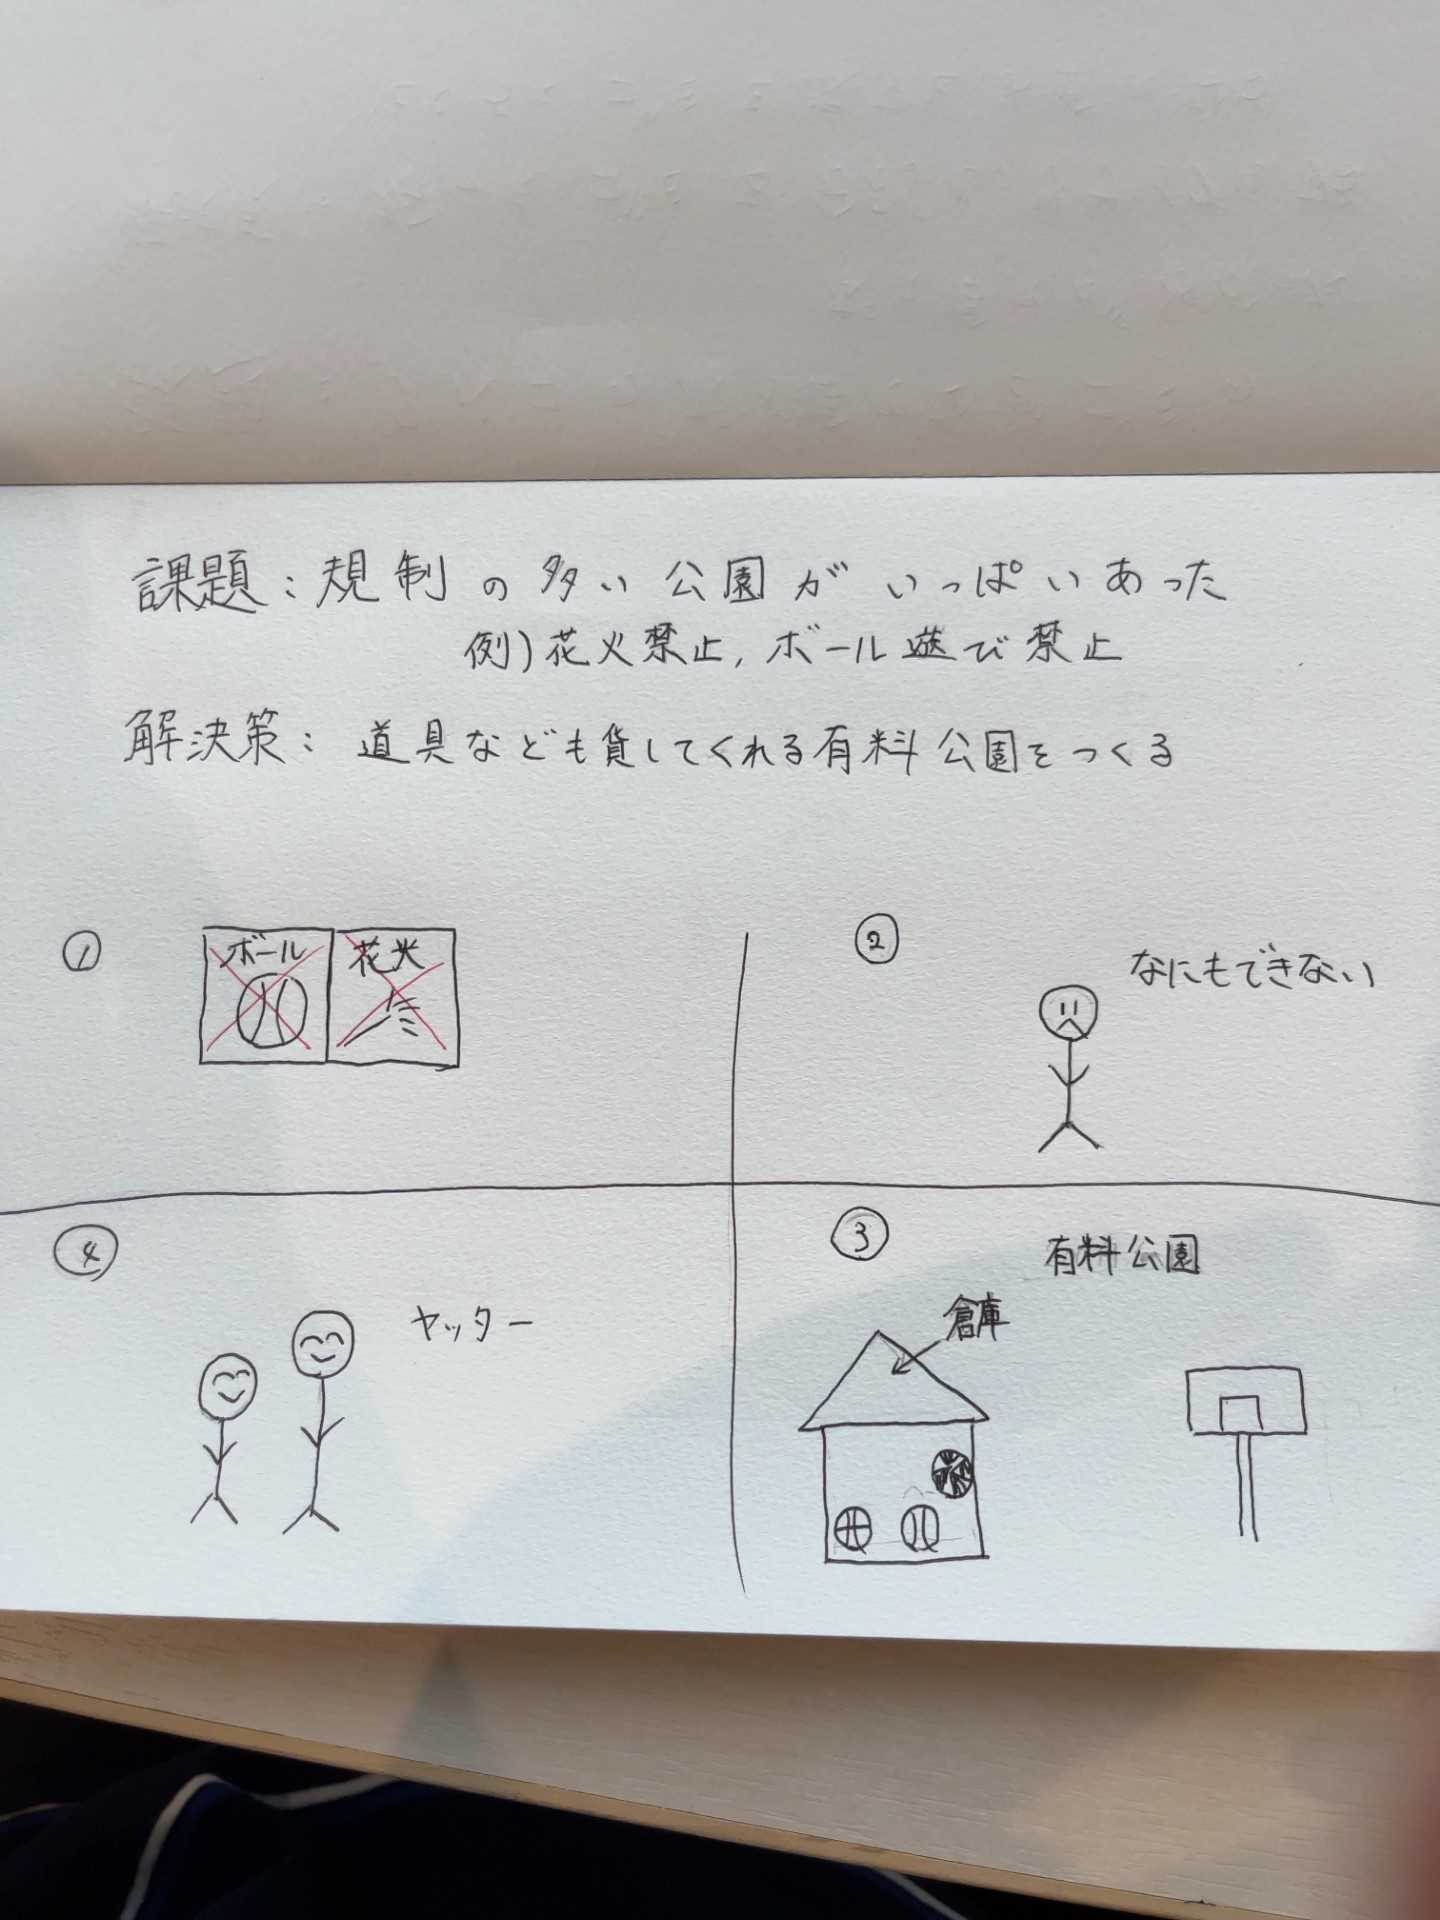 課題：規制の多い公園がいっぱいあった
例)花火禁止,ボール遊び禁止
解決策：道具なども貸してくれる有料公園をつくる
①
ボール
花火
②
なにもできない
③
有料公園
倉庫
④
ヤッター